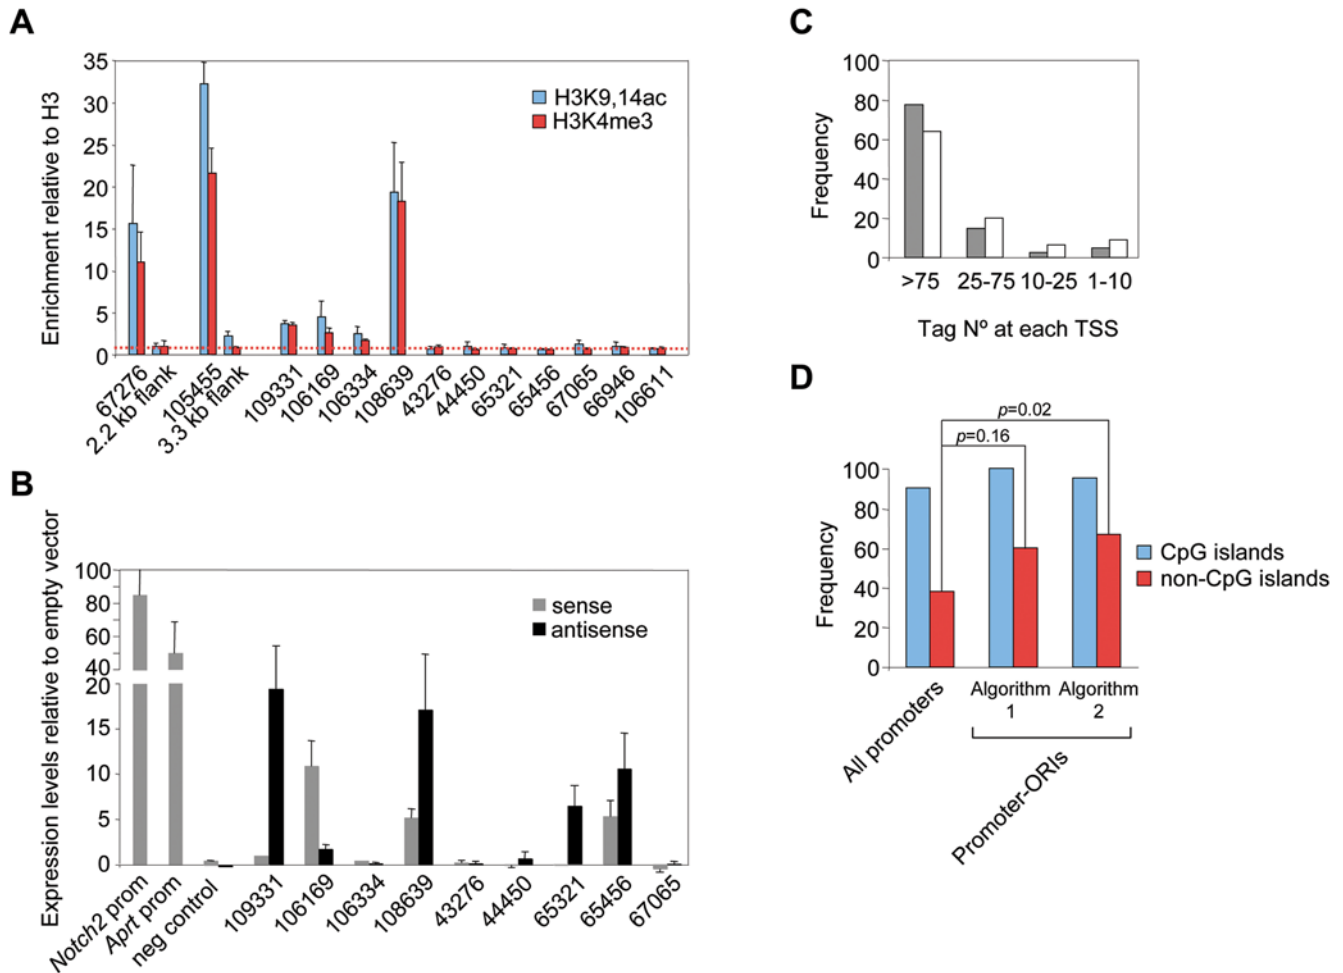 A
Enrichment relative to H3
35
30
25
20
15
10
5
0
H3K9,14ac
H3K4me3
67276
2.2 kb flank
105455
3.3 kb flank
109331
106169
106334
108639
43276
44450
65321
65456
67065
66946
106611
B
Expression levels relative to empty vector
100
80
60
40
20
15
10
5
0
sense
antisense
Notch2 prom
Aprt prom
neg control
109331
106169
106334
108639
43276
44450
65321
65456
67065
C
Frequency
100
80
60
40
20
0
>75
25-75
10-25
1-10
Tag Nº at each TSS
D
p=0.02
p=0.16
Frequency
100
80
60
40
20
0
CpG islands
non-CpG islands
All promoters
Algorithm
1
Algorithm
2
Promoter-ORIs